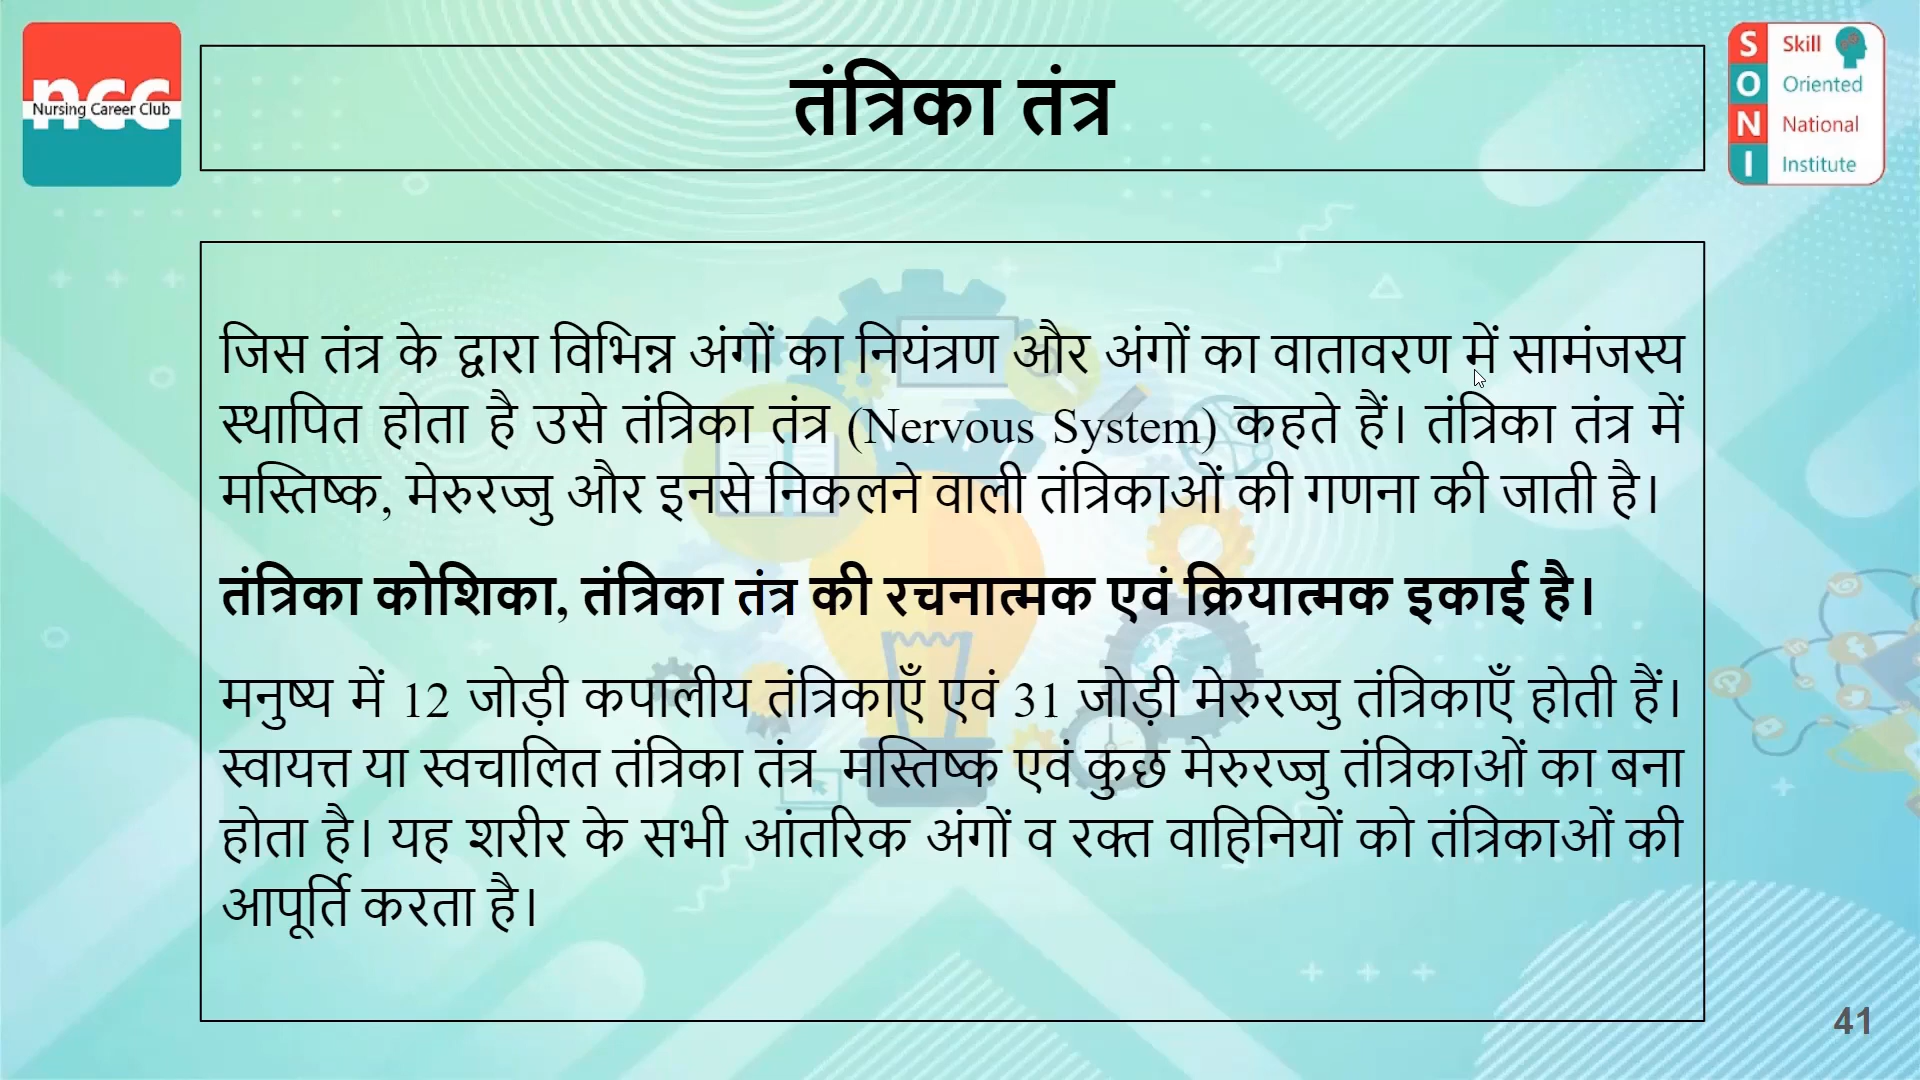 ncc
Nursing Career Club
तंत्रिका तंत्र
S Skill
O Oriented
N National
I Institute
जिस तंत्र के द्वारा विभिन्न अंगों का नियंत्रण और अंगों का वातावरण में सामंजस्य
स्थापित होता है उसे तंत्रिका तंत्र (Nervous System) कहते हैं। तंत्रिका तंत्र में
मस्तिष्क, मेरुरज्जु और इनसे निकलने वाली तंत्रिकाओं की गणना की जाती है।
तंत्रिका कोशिका, तंत्रिका तंत्र की रचनात्मक एवं क्रियात्मक इकाई है।
मनुष्य में 12 जोड़ी कपालीय तंत्रिकाएँ एवं 31 जोड़ी मेरुरज्जु तंत्रिकाएँ होती हैं।
स्वायत्त या स्वचालित तंत्रिका तंत्र मस्तिष्क एवं कुछ मेरुरज्जु तंत्रिकाओं का बना
होता है। यह शरीर के सभी आंतरिक अंगों व रक्त वाहिनियों को तंत्रिकाओं की
आपूर्ति करता है।
41